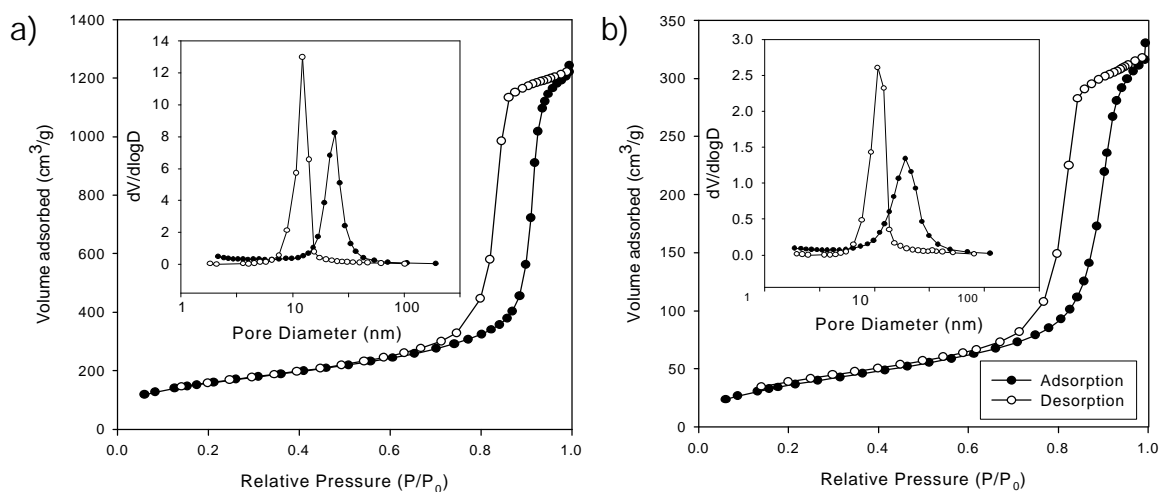 a)
1400
1200
1000
800
600
400
200
0
Volume adsorbed (cm³/g)
0.0 0.2 0.4 0.6 0.8 1.0
Relative Pressure (P/P₀)
14
12
10
8
6
4
2
0
dV/dlogD
1 10 100
Pore Diameter (nm)
b)
350
300
250
200
150
100
50
0
Volume adsorbed (cm³/g)
0.0 0.2 0.4 0.6 0.8 1.0
Relative Pressure (P/P₀)
3.0
2.5
2.0
1.5
1.0
0.5
0.0
dV/dlogD
1 10 100
Pore Diameter (nm)
Adsorption
Desorption